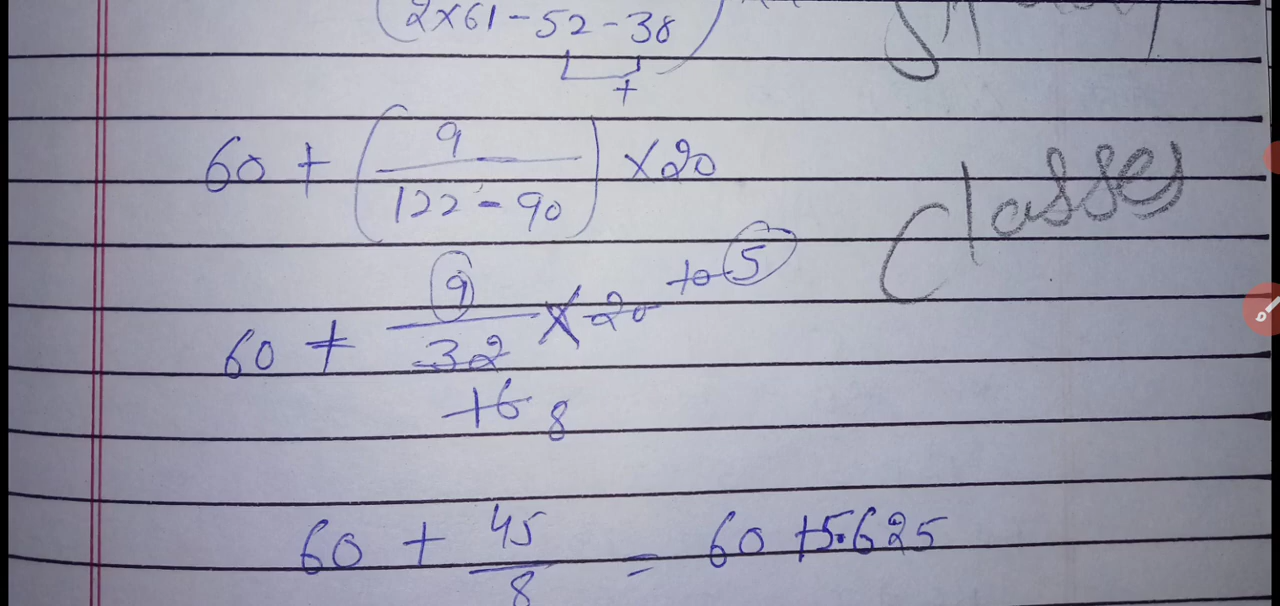 (2×61-52-38)
+
60 + (9/122-90) ×20
Classes
60 + 9/32 ×20 10 5
16 8
60 + 45/8 = 60 +5.625